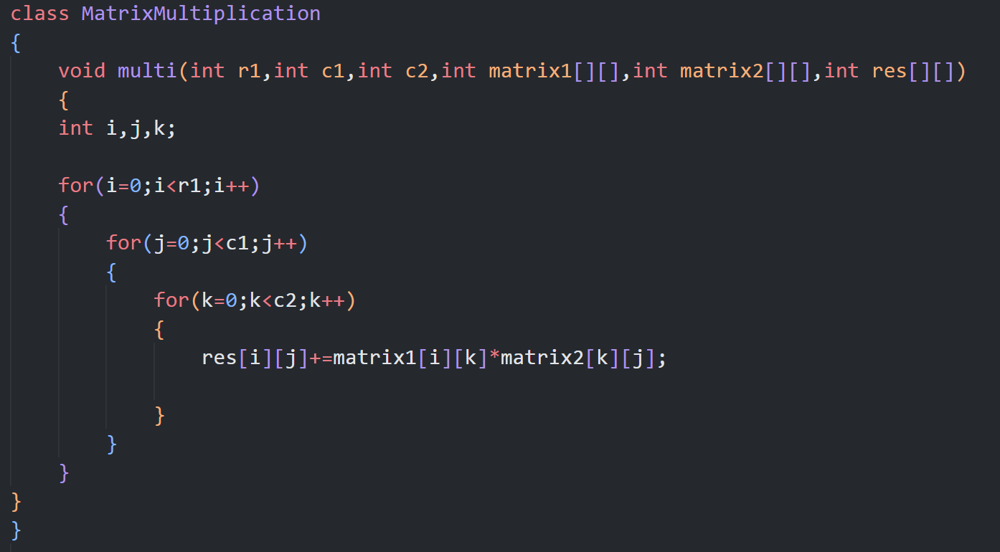 class MatrixMultiplication
{
    void multi(int r1,int c1,int c2,int matrix1[][],int matrix2[][],int res[][])
    {
    int i,j,k;

    for(i=0;i<r1;i++)
    {
        for(j=0;j<c1;j++)
        {
            for(k=0;k<c2;k++)
            {
                res[i][j]+=matrix1[i][k]*matrix2[k][j];

            }
        }
    }
}
}